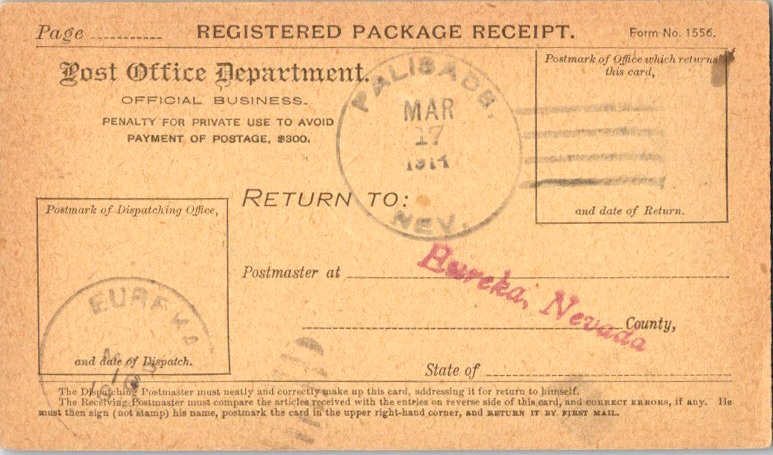 Page
REGISTERED PACKAGE RECEIPT.
Form No. 1556.
Post Office Department.
OFFICIAL BUSINESS.
PENALTY FOR PRIVATE USE TO AVOID
PAYMENT OF POSTAGE, $300.
PALISADE,
MAR
17
1914
NEV.
Postmark of Office which returns
this card,
and date of Return.
RETURN TO:
Postmark of Dispatching Office,
EUREKA
and date of Dispatch.
Postmaster at
Eureka, Nevada
County,
State of
The Dispatching Postmaster must neatly and correctly make up this card, addressing it for return to himself.
The Receiving Postmaster must compare the articles received with the entries on reverse side of this card, and CORRECT ERRORS, if any. He
must then sign (not stamp) his name, postmark the card in the upper right-hand corner, and RETURN IT BY FIRST MAIL.